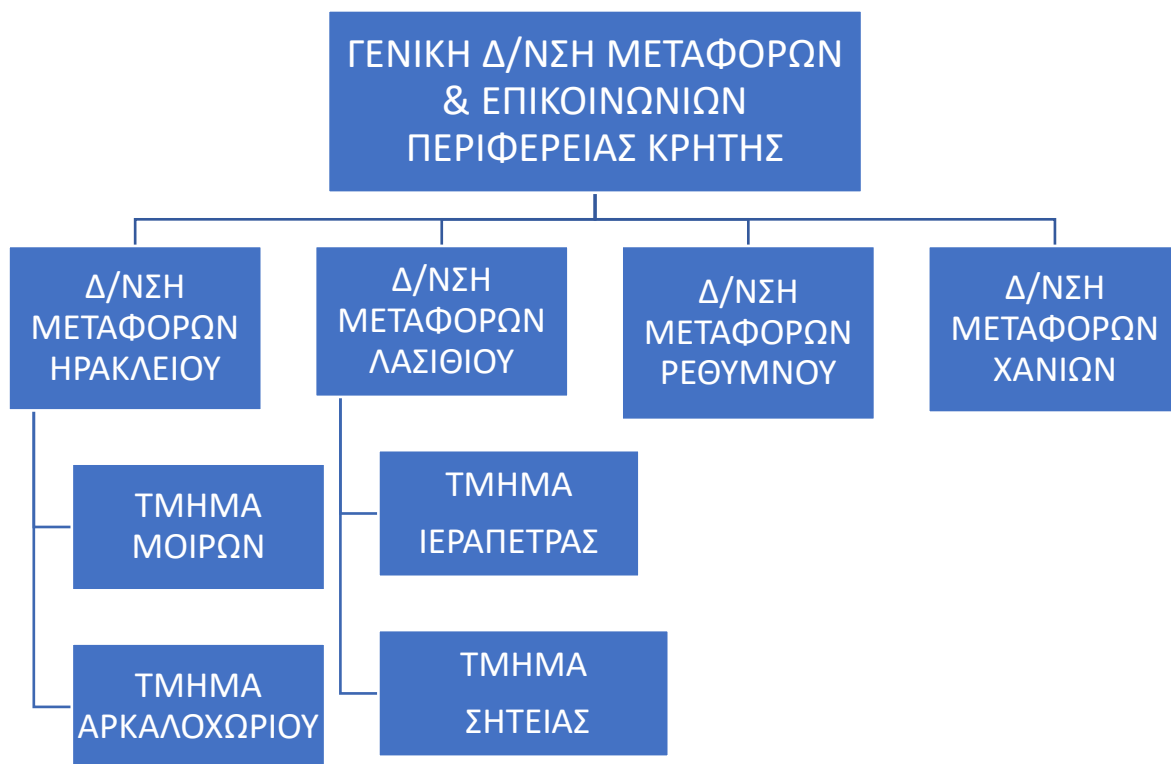 ΓΕΝΙΚΗ Δ/ΝΣΗ ΜΕΤΑΦΟΡΩΝ
& ΕΠΙΚΟΙΝΩΝΙΩΝ
ΠΕΡΙΦΕΡΕΙΑΣ ΚΡΗΤΗΣ
Δ/ΝΣΗ
ΜΕΤΑΦΟΡΩΝ
ΗΡΑΚΛΕΙΟΥ
Δ/ΝΣΗ
ΜΕΤΑΦΟΡΩΝ
ΛΑΣΙΘΙΟΥ
Δ/ΝΣΗ
ΜΕΤΑΦΟΡΩΝ
ΡΕΘΥΜΝΟΥ
Δ/ΝΣΗ
ΜΕΤΑΦΟΡΩΝ
ΧΑΝΙΩΝ
ΤΜΗΜΑ
ΜΟΙΡΩΝ
ΤΜΗΜΑ
ΙΕΡΑΠΕΤΡΑΣ
ΤΜΗΜΑ
ΑΡΚΑΛΟΧΩΡΙΟΥ
ΤΜΗΜΑ
ΣΗΤΕΙΑΣ